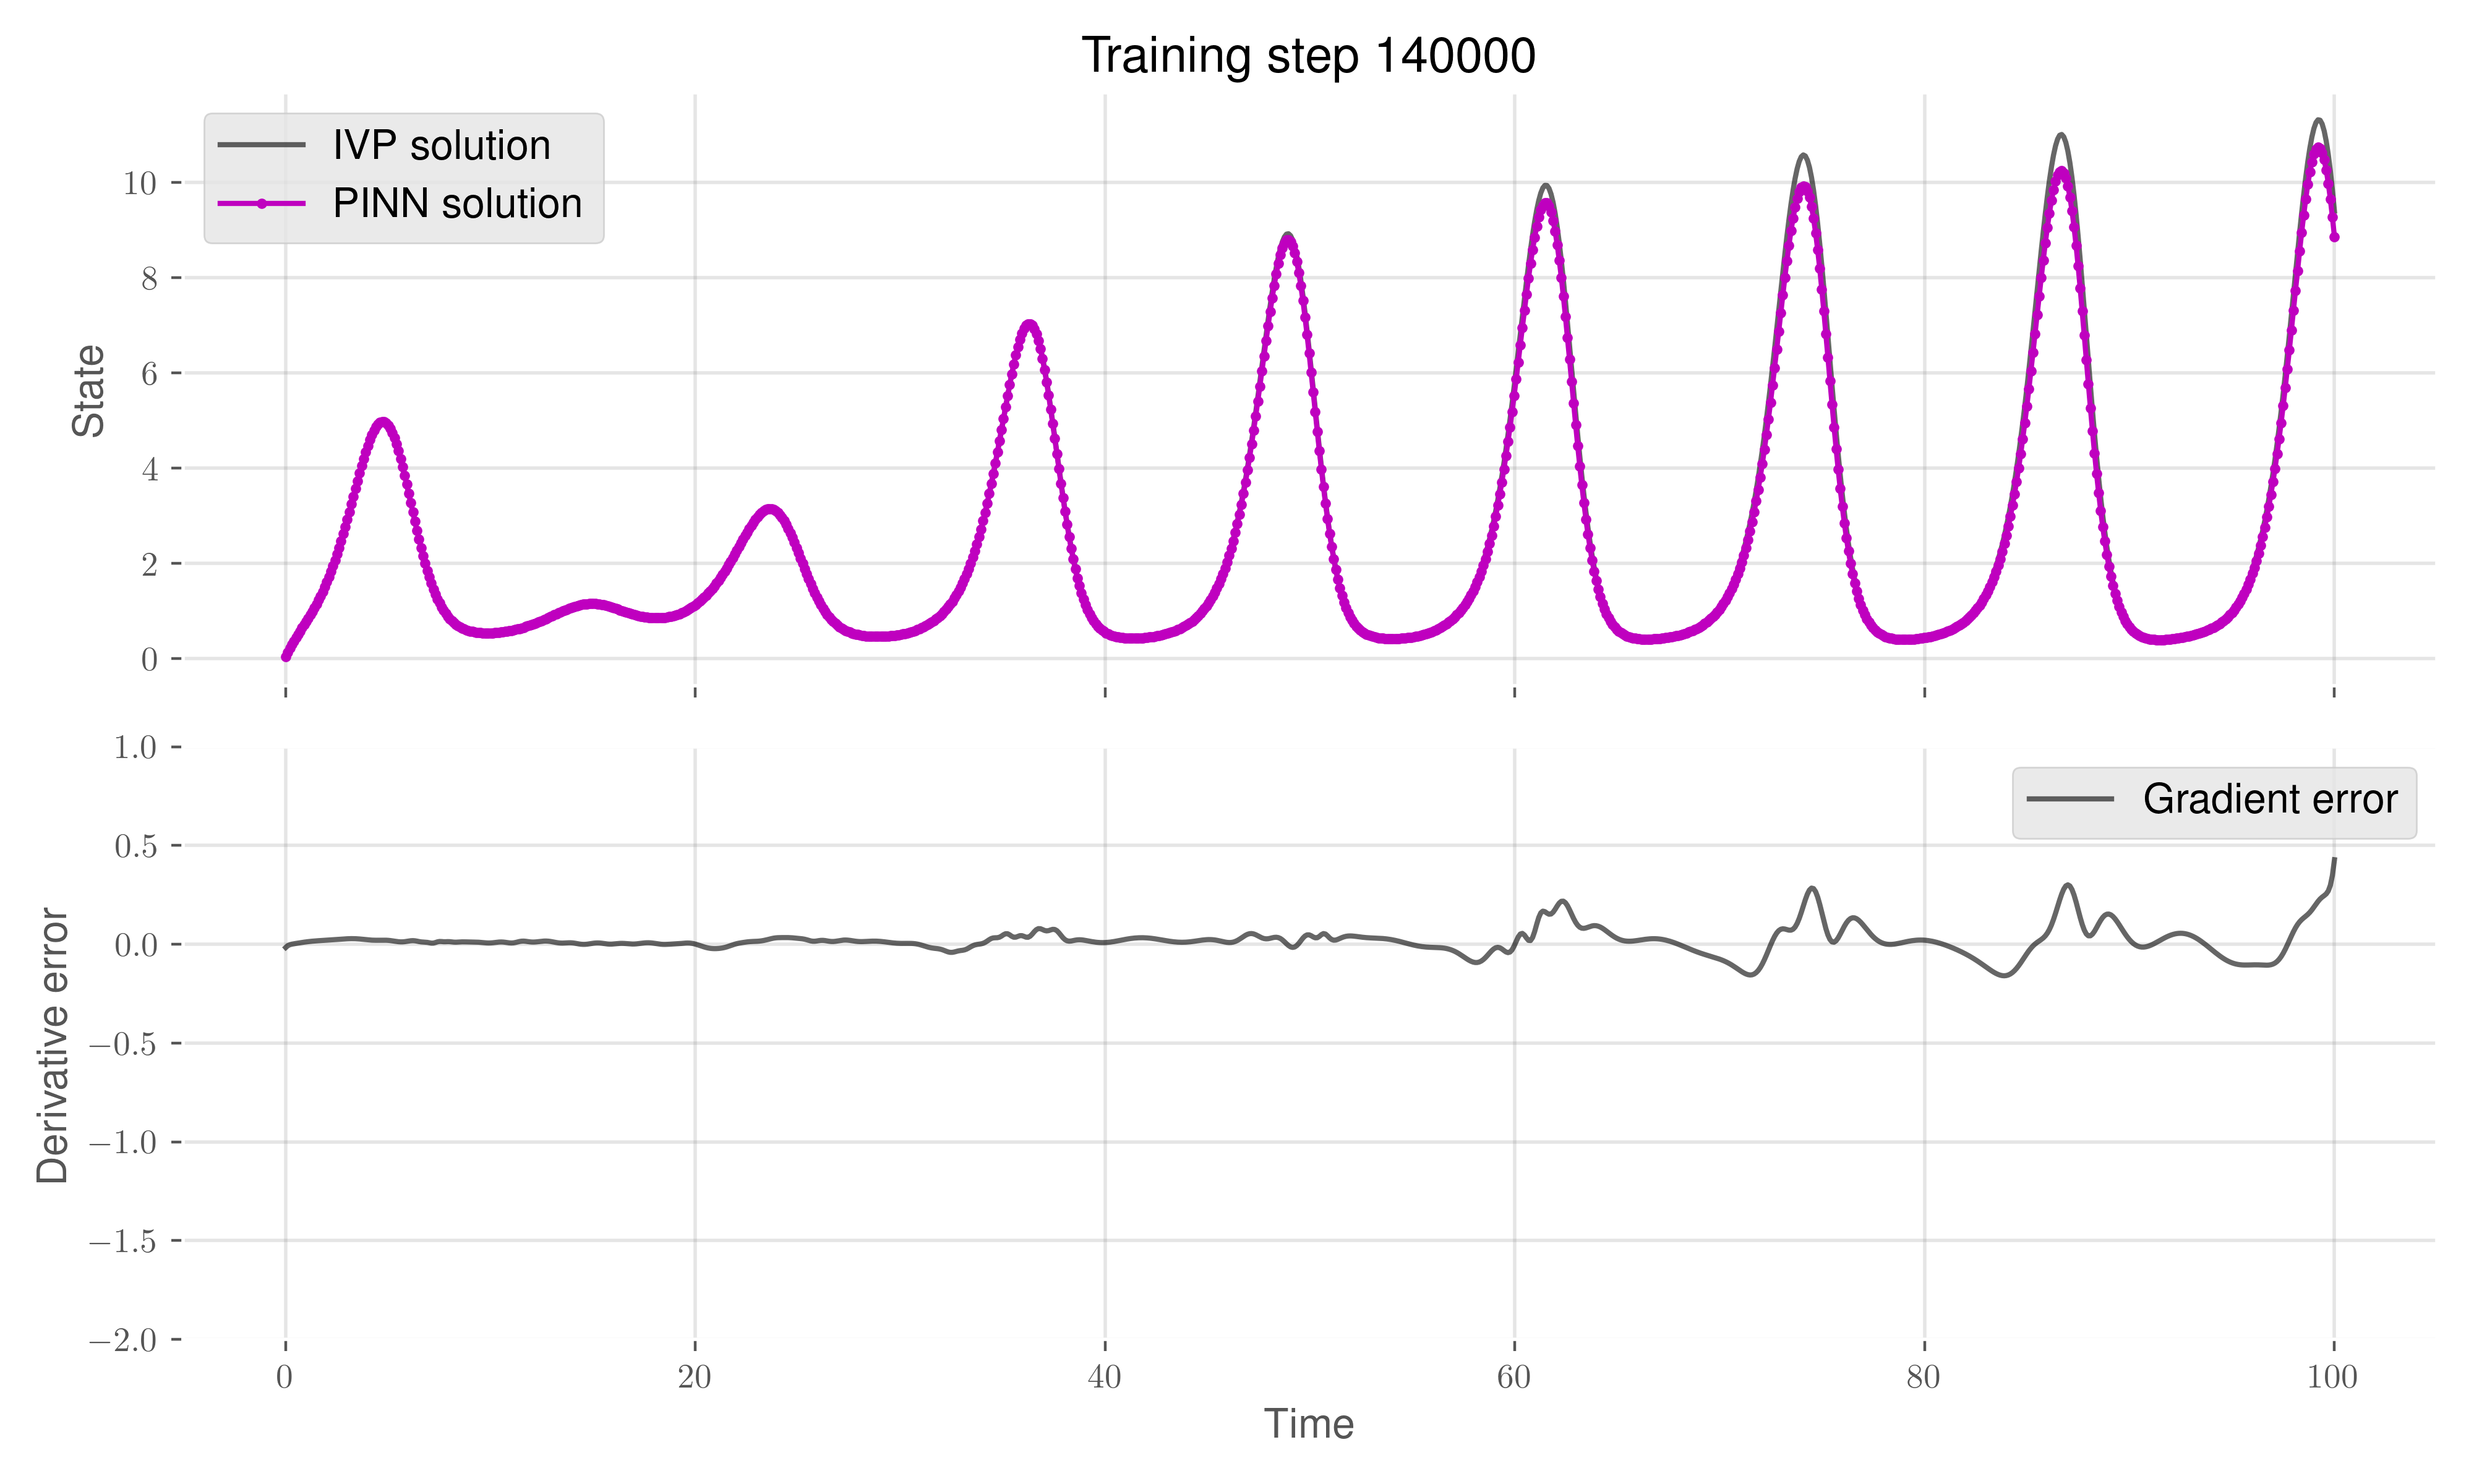 Training step 140000
IVP solution
PINN solution
10
8
6
4
2
0
State
1.0
0.5
0.0
−0.5
−1.0
−1.5
−2.0
Derivative error
Gradient error
0 20 40 60 80 100
Time